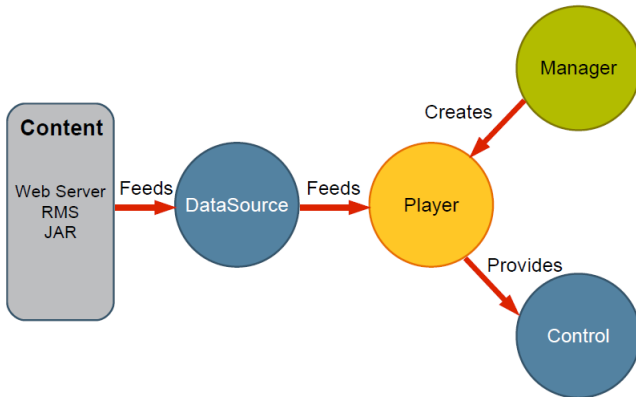 Manager
Creates
Content
Web Server
RMS
JAR
Feeds
DataSource
Feeds
Player
Provides
Control